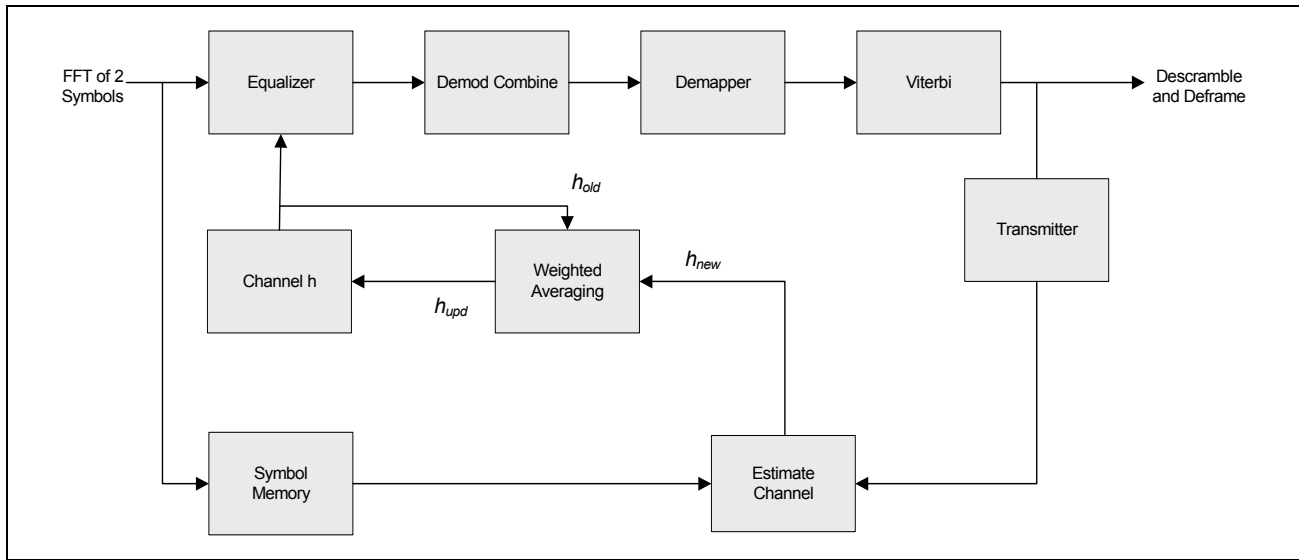 FFT of 2
Symbols
Equalizer
Demod Combine
Demapper
Viterbi
Descramble
and Deframe
h_old
Transmitter
Channel h
Weighted
Averaging
h_new
h_upd
Symbol
Memory
Estimate
Channel